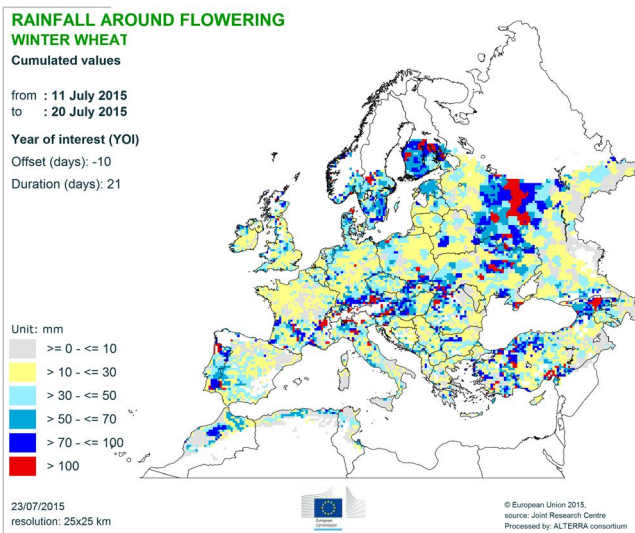 RAINFALL AROUND FLOWERING
WINTER WHEAT
Cumulated values
from : 11 July 2015
to : 20 July 2015
Year of interest (YOI)
Offset (days): -10
Duration (days): 21
Unit: mm
>= 0 - <= 10
> 10 - <= 30
> 30 - <= 50
> 50 - <= 70
> 70 - <= 100
> 100
23/07/2015
resolution: 25x25 km
European
Commission
© European Union 2015,
source: Joint Research Centre
Processed by: ALTERRA consortium